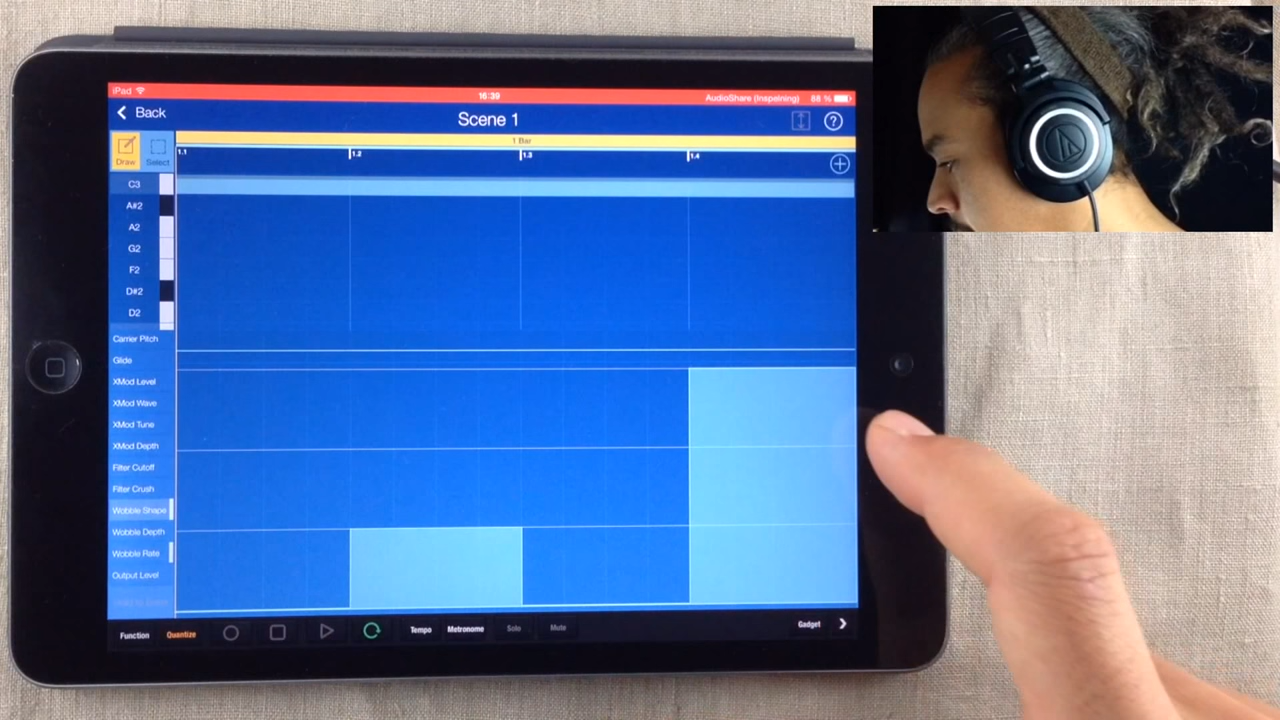 iPad 16:39 AudioShare (Inspelning) 88 %
Back Scene 1 ?
Draw Select 1 Bar
1.1 1.2 1.3 1.4
C3
A#2
A2
G2
F2
D#2
D2
Carrier Pitch
Glide
XMod Level
XMod Wave
XMod Tune
XMod Depth
Filter Cutoff
Filter Crush
Wobble Shape
Wobble Depth
Wobble Rate
Output Level
Function Quantize Tempo Metronome Solo Mute Gadget